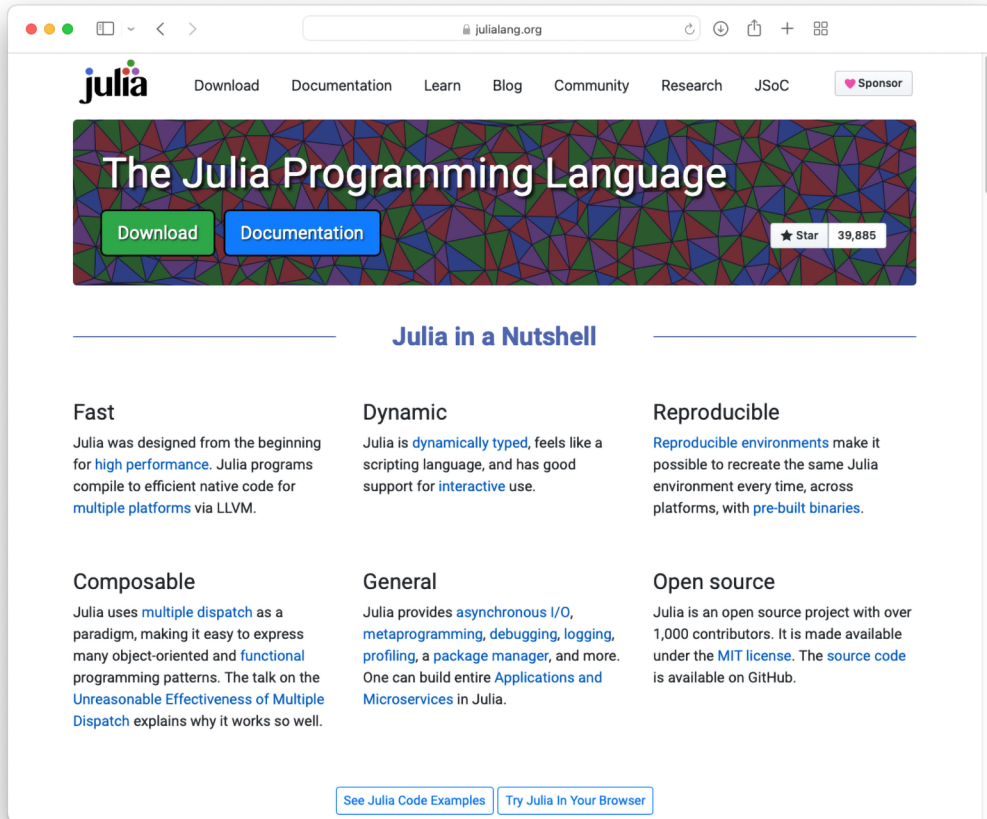 julialang.org
julia
Download Documentation Learn Blog Community Research JSoC Sponsor
The Julia Programming Language
Download Documentation
Star 39,885
Julia in a Nutshell
Fast
Julia was designed from the beginning
for high performance. Julia programs
compile to efficient native code for
multiple platforms via LLVM.
Dynamic
Julia is dynamically typed, feels like a
scripting language, and has good
support for interactive use.
Reproducible
Reproducible environments make it
possible to recreate the same Julia
environment every time, across
platforms, with pre-built binaries.
Composable
Julia uses multiple dispatch as a
paradigm, making it easy to express
many object-oriented and functional
programming patterns. The talk on the
Unreasonable Effectiveness of Multiple
Dispatch explains why it works so well.
General
Julia provides asynchronous I/O,
metaprogramming, debugging, logging,
profiling, a package manager, and more.
One can build entire Applications and
Microservices in Julia.
Open source
Julia is an open source project with over
1,000 contributors. It is made available
under the MIT license. The source code
is available on GitHub.
See Julia Code Examples Try Julia In Your Browser